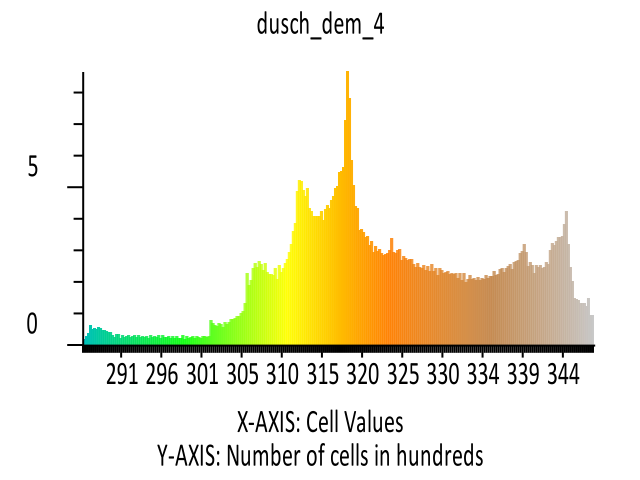 dusch_dem_4
5
0
291 296 301 305 310 315 320 325 330 334 339 344
X-AXIS: Cell Values
Y-AXIS: Number of cells in hundreds